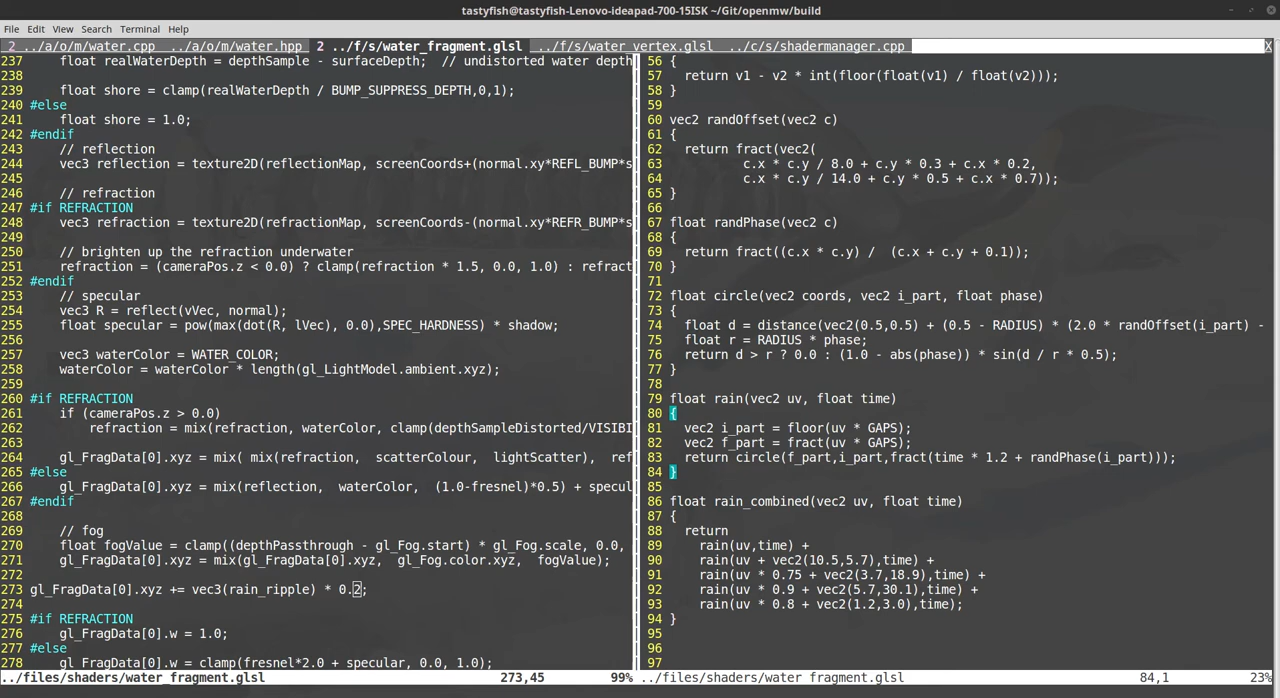 tastyfish@tastyfish-Lenovo-ideapad-700-15ISK ~/Git/openmw/build
File Edit View Search Terminal Help
2 ../a/o/m/water.cpp ../a/o/m/water.hpp 2 ../f/s/water_fragment.glsl ../f/s/water_vertex.glsl ../c/s/shadermanager.cpp X
237     float realWaterDepth = depthSample - surfaceDepth;  // undistorted water depth
238
239     float shore = clamp(realWaterDepth / BUMP_SUPPRESS_DEPTH,0,1);
240 #else
241     float shore = 1.0;
242 #endif
243     // reflection
244     vec3 reflection = texture2D(reflectionMap, screenCoords+(normal.xy*REFL_BUMP*s
245
246     // refraction
247 #if REFRACTION
248     vec3 refraction = texture2D(refractionMap, screenCoords-(normal.xy*REFR_BUMP*s
249
250     // brighten up the refraction underwater
251     refraction = (cameraPos.z < 0.0) ? clamp(refraction * 1.5, 0.0, 1.0) : refract
252 #endif
253     // specular
254     vec3 R = reflect(vVec, normal);
255     float specular = pow(max(dot(R, lVec), 0.0),SPEC_HARDNESS) * shadow;
256
257     vec3 waterColor = WATER_COLOR;
258     waterColor = waterColor * length(gl_LightModel.ambient.xyz);
259
260 #if REFRACTION
261     if (cameraPos.z > 0.0)
262         refraction = mix(refraction, waterColor, clamp(depthSampleDistorted/VISIBI
263
264     gl_FragData[0].xyz = mix( mix(refraction,  scatterColour,  lightScatter),  ref
265 #else
266     gl_FragData[0].xyz = mix(reflection,  waterColor,  (1.0-fresnel)*0.5) + specul
267 #endif
268
269     // fog
270     float fogValue = clamp((depthPassthrough - gl_Fog.start) * gl_Fog.scale, 0.0,
271     gl_FragData[0].xyz = mix(gl_FragData[0].xyz,  gl_Fog.color.xyz,  fogValue);
272
273 gl_FragData[0].xyz += vec3(rain_ripple) * 0.2;
274
275 #if REFRACTION
276     gl_FragData[0].w = 1.0;
277 #else
278     gl_FragData[0].w = clamp(fresnel*2.0 + specular, 0.0, 1.0);
../files/shaders/water_fragment.glsl 273,45 99%
56 {
57   return v1 - v2 * int(floor(float(v1) / float(v2)));
58 }
59
60 vec2 randOffset(vec2 c)
61 {
62   return fract(vec2(
63           c.x * c.y / 8.0 + c.y * 0.3 + c.x * 0.2,
64           c.x * c.y / 14.0 + c.y * 0.5 + c.x * 0.7));
65 }
66
67 float randPhase(vec2 c)
68 {
69   return fract((c.x * c.y) /  (c.x + c.y + 0.1));
70 }
71
72 float circle(vec2 coords, vec2 i_part, float phase)
73 {
74   float d = distance(vec2(0.5,0.5) + (0.5 - RADIUS) * (2.0 * randOffset(i_part) -
75   float r = RADIUS * phase;
76   return d > r ? 0.0 : (1.0 - abs(phase)) * sin(d / r * 0.5);
77 }
78
79 float rain(vec2 uv, float time)
80 {
81   vec2 i_part = floor(uv * GAPS);
82   vec2 f_part = fract(uv * GAPS);
83   return circle(f_part,i_part,fract(time * 1.2 + randPhase(i_part)));
84 }
85
86 float rain_combined(vec2 uv, float time)
87 {
88   return
89     rain(uv,time) +
90     rain(uv + vec2(10.5,5.7),time) +
91     rain(uv * 0.75 + vec2(3.7,18.9),time) +
92     rain(uv * 0.9 + vec2(5.7,30.1),time) +
93     rain(uv * 0.8 + vec2(1.2,3.0),time);
94 }
95
96
97
../files/shaders/water_fragment.glsl 84,1 23%